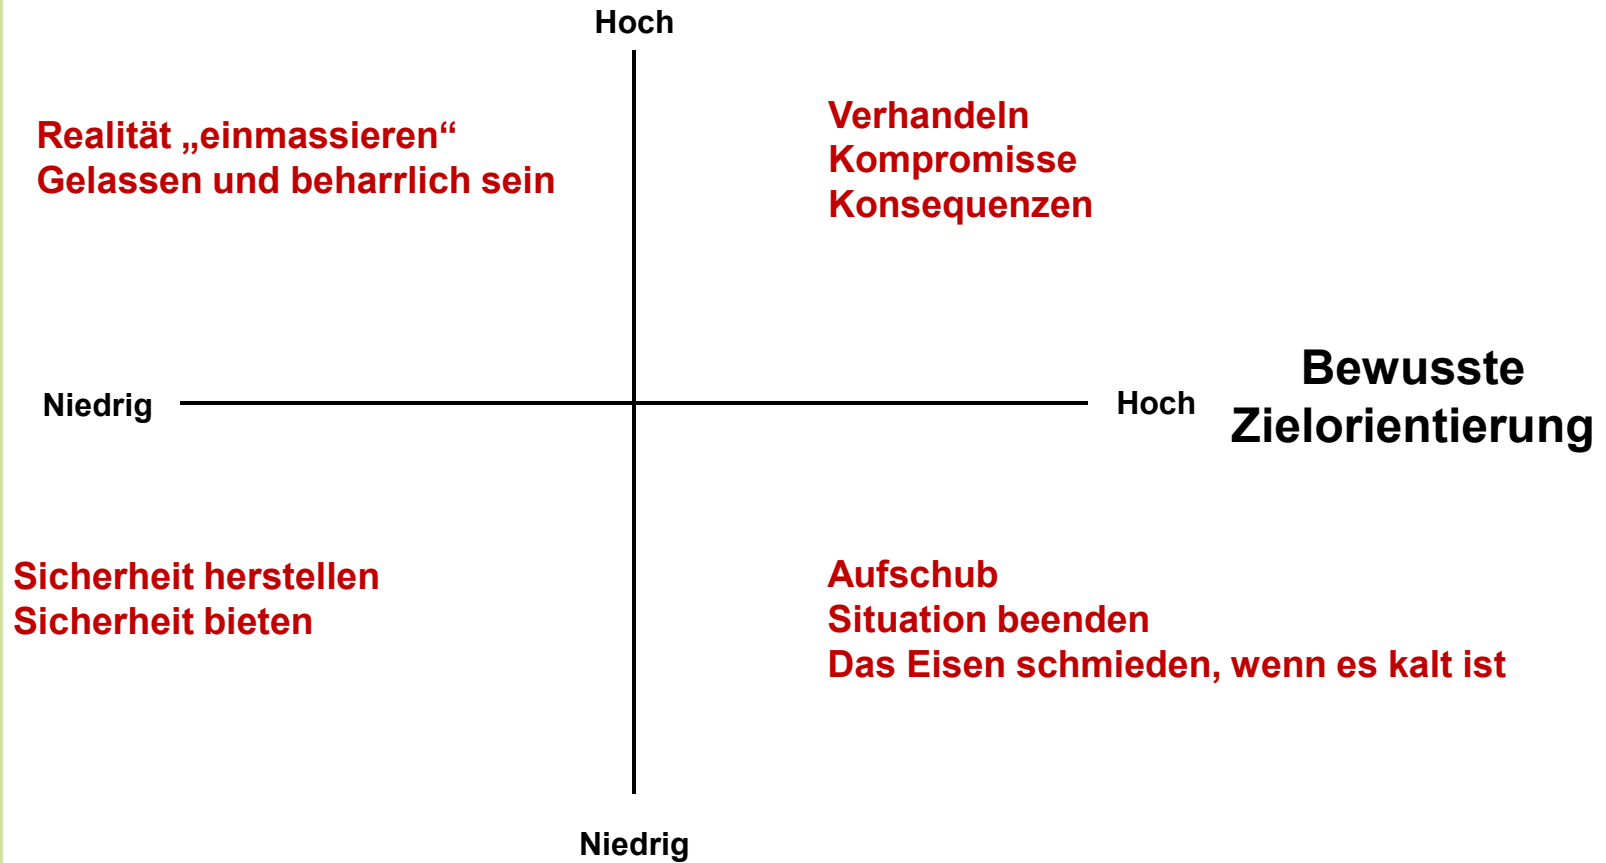 Hoch
Realität „einmassieren“
Gelassen und beharrlich sein
Verhandeln
Kompromisse
Konsequenzen
Niedrig
Hoch
Bewusste
Zielorientierung
Sicherheit herstellen
Sicherheit bieten
Aufschub
Situation beenden
Das Eisen schmieden, wenn es kalt ist
Niedrig